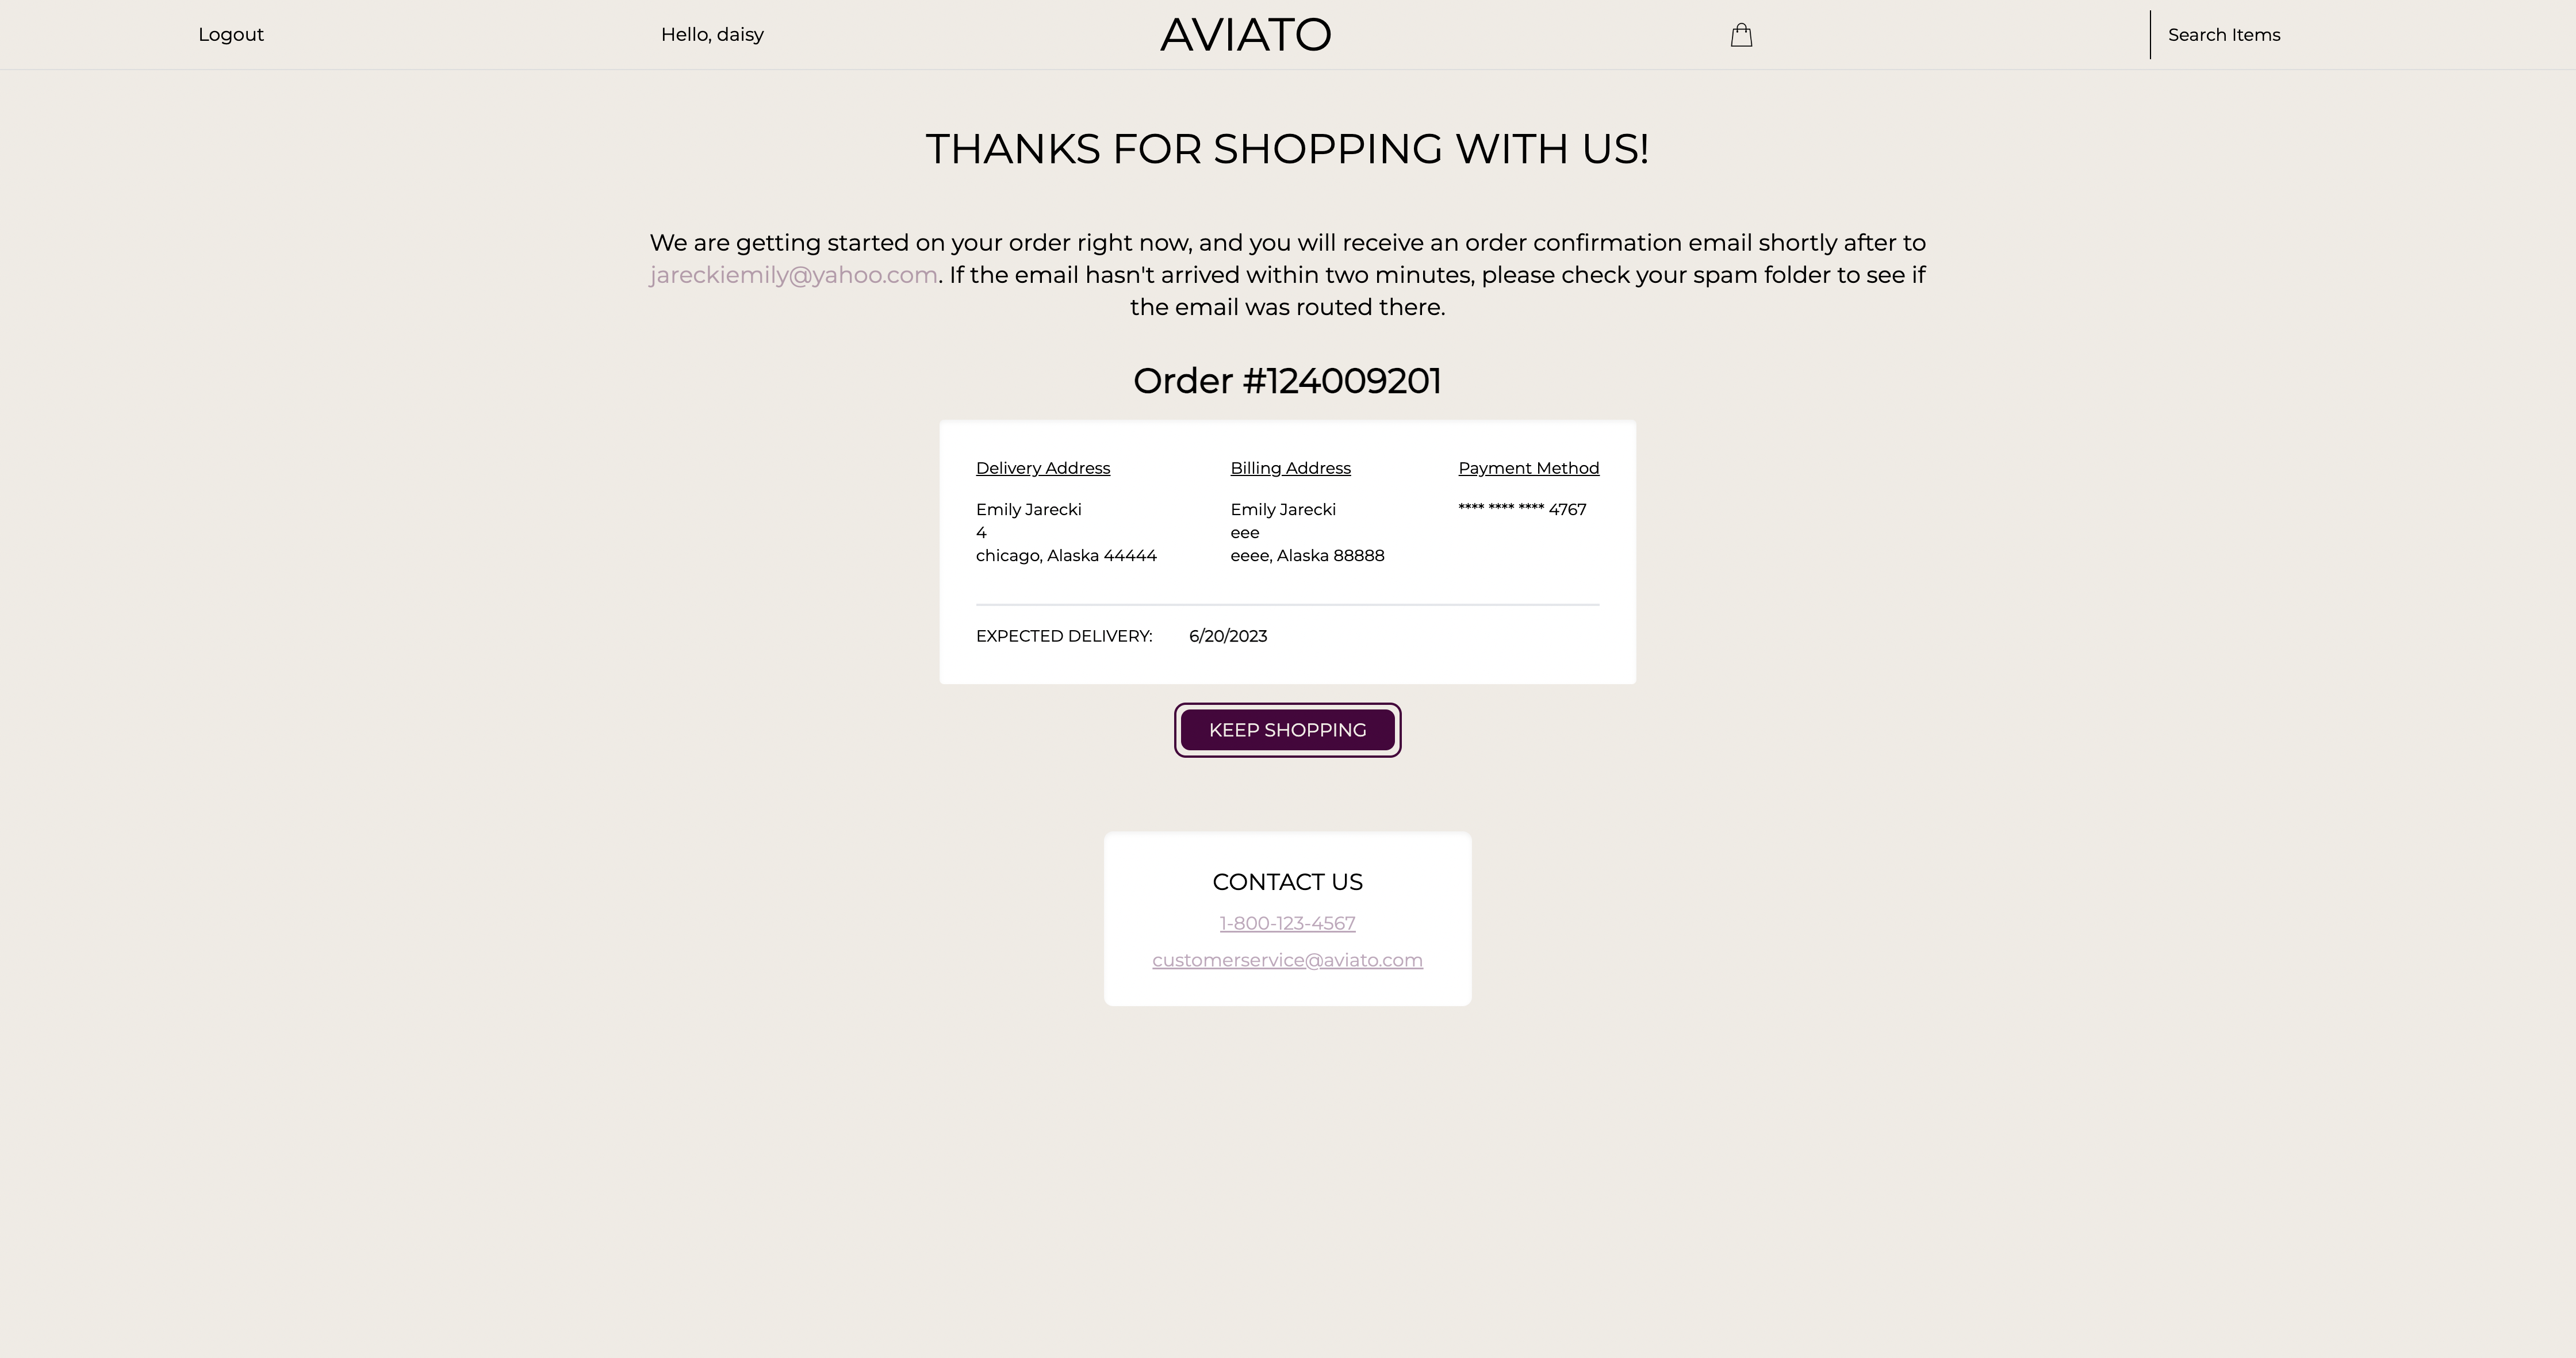 Logout
Hello, daisy
AVIATO
Search Items
THANKS FOR SHOPPING WITH US!
We are getting started on your order right now, and you will receive an order confirmation email shortly after to
jareckiemily@yahoo.com. If the email hasn't arrived within two minutes, please check your spam folder to see if
the email was routed there.
Order #124009201
Delivery Address
Emily Jarecki
4
chicago, Alaska 44444
Billing Address
Emily Jarecki
eee
eeee, Alaska 88888
Payment Method
**** **** **** 4767
EXPECTED DELIVERY: 6/20/2023
KEEP SHOPPING
CONTACT US
1-800-123-4567
customerservice@aviato.com